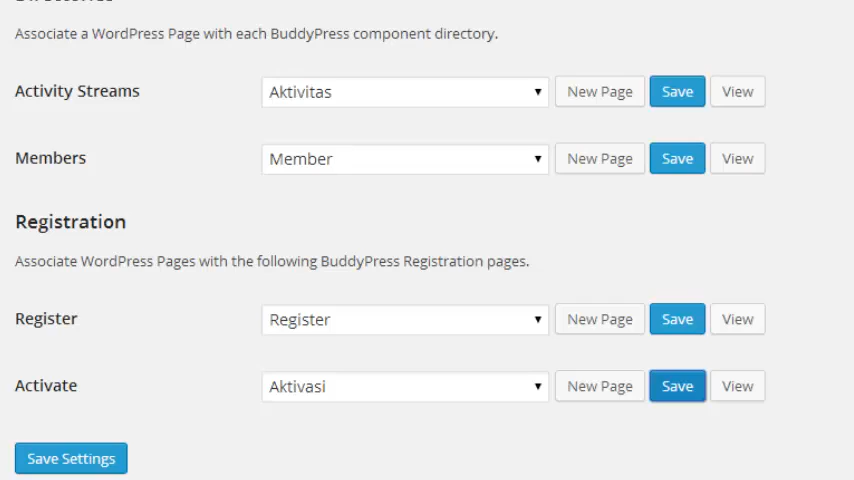 Associate a WordPress Page with each BuddyPress component directory.
Activity Streams Aktivitas New Page Save View
Members Member New Page Save View
Registration
Associate WordPress Pages with the following BuddyPress Registration pages.
Register Register New Page Save View
Activate Aktivasi New Page Save View
Save Settings